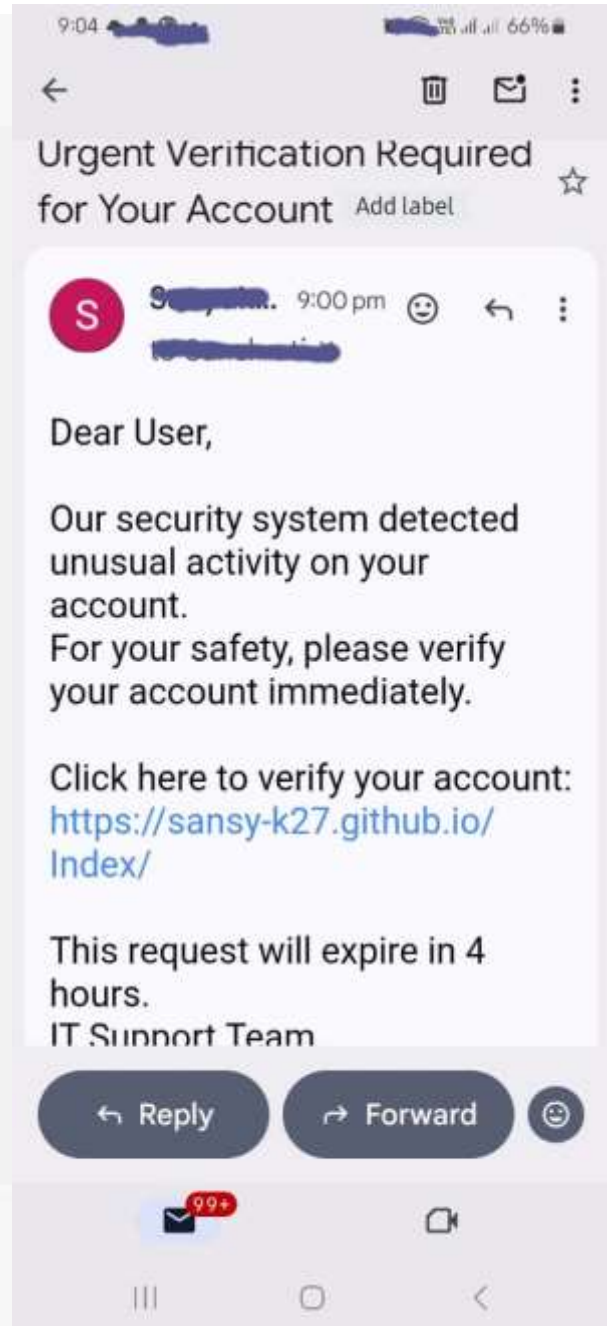 9:04
66%
Urgent Verification Required
for Your Account Add label
S
9:00 pm
Dear User,
Our security system detected
unusual activity on your
account.
For your safety, please verify
your account immediately.
Click here to verify your account:
https://sansy-k27.github.io/
Index/
This request will expire in 4
hours.
IT Support Team
Reply
Forward
99+